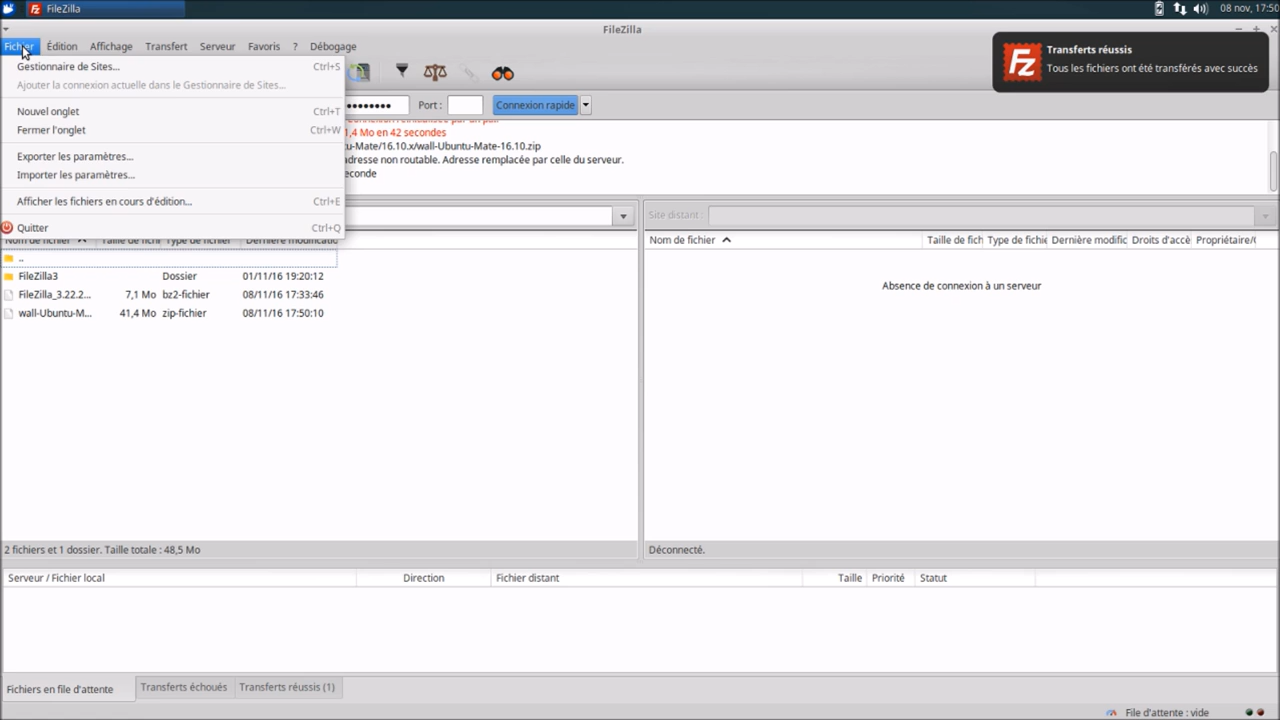 FileZilla
08 nov, 17:50
FileZilla
Fichier Édition Affichage Transfert Serveur Favoris ? Débogage
Transferts réussis
Tous les fichiers ont été transférés avec succès
Gestionnaire de Sites... Ctrl+S
Ajouter la connexion actuelle dans le Gestionnaire de Sites...
Nouvel onglet Ctrl+T
Fermer l'onglet Ctrl+W
Exporter les paramètres...
Importer les paramètres...
Afficher les fichiers en cours d'édition... Ctrl+E
Quitter Ctrl+Q
Port : Connexion rapide
1,4 Mo en 42 secondes
u-Mate/16.10.x/wall-Ubuntu-Mate-16.10.zip
adresse non routable. Adresse remplacée par celle du serveur.
econde
Site distant :
Nom de fichier Taille de fichi Type de fichier Dernière modificatio
..
FileZilla3 Dossier 01/11/16 19:20:12
FileZilla_3.22.2... 7,1 Mo bz2-fichier 08/11/16 17:33:46
wall-Ubuntu-M... 41,4 Mo zip-fichier 08/11/16 17:50:10
Nom de fichier Taille de fich Type de fichie Dernière modific Droits d'accè Propriétaire/(
Absence de connexion à un serveur
2 fichiers et 1 dossier. Taille totale : 48,5 Mo
Déconnecté.
Serveur / Fichier local Direction Fichier distant Taille Priorité Statut
Fichiers en file d'attente Transferts échoués Transferts réussis (1)
File d'attente : vide